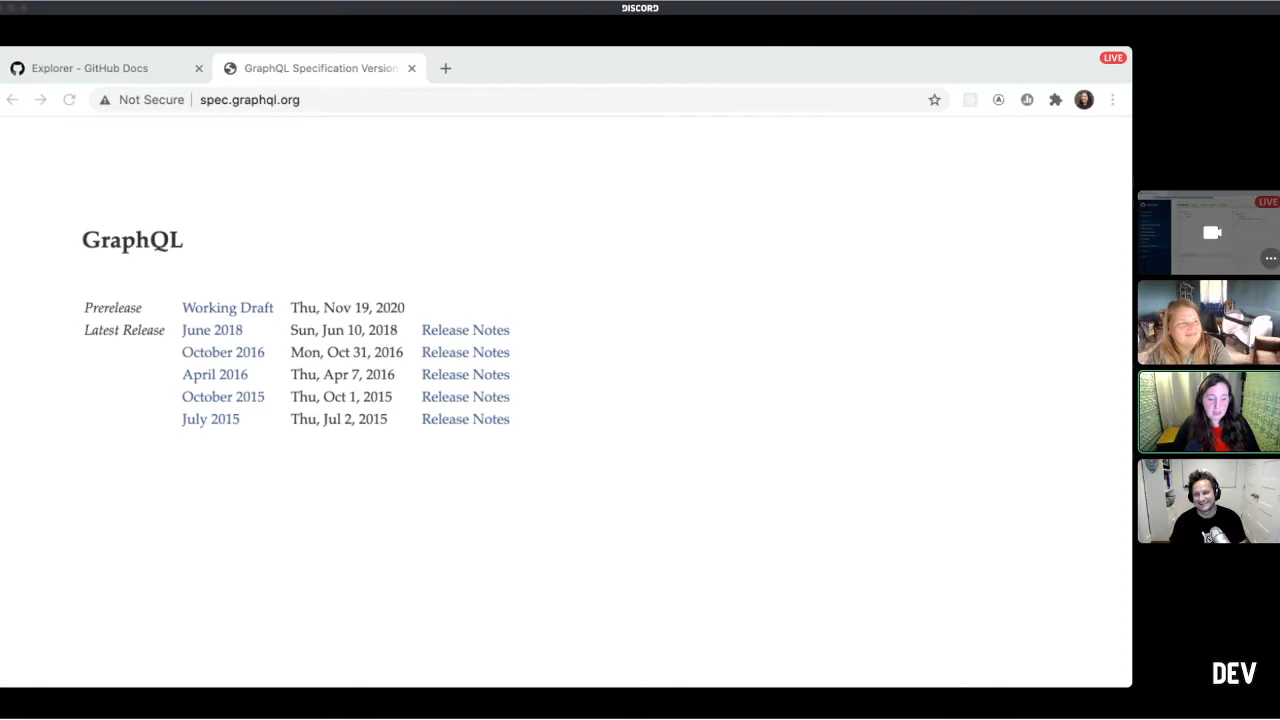 DISCORD
Explorer - GitHub Docs
GraphQL Specification Version
LIVE
Not Secure
spec.graphql.org
GraphQL
Prerelease Working Draft Thu, Nov 19, 2020
Latest Release June 2018 Sun, Jun 10, 2018 Release Notes
October 2016 Mon, Oct 31, 2016 Release Notes
April 2016 Thu, Apr 7, 2016 Release Notes
October 2015 Thu, Oct 1, 2015 Release Notes
July 2015 Thu, Jul 2, 2015 Release Notes
LIVE
DEV